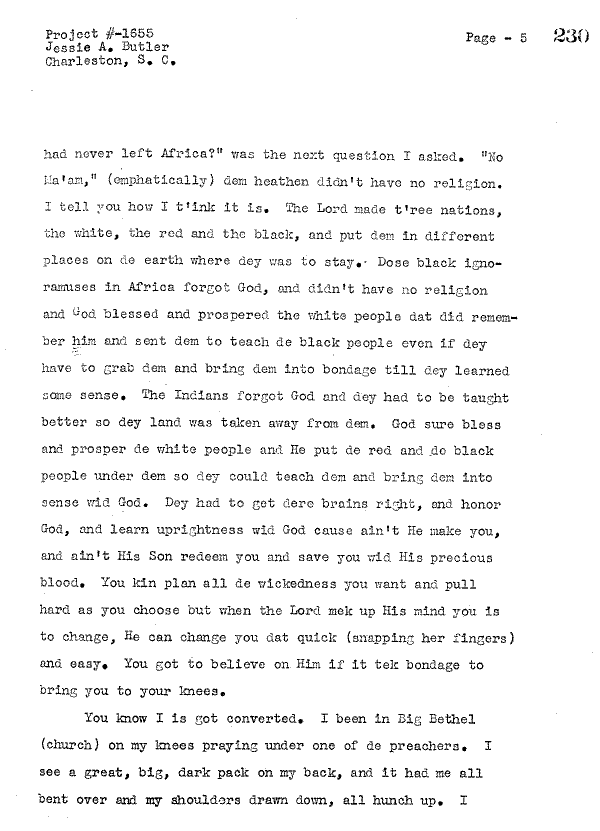 Project #-1655
Jessie A. Butler
Charleston, S. C.
Page - 5 230
had never left Africa?" was the next question I asked. "No
Ma'am," (emphatically) dem heathen didn't have no religion.
I tell you how I t'ink it is. The Lord made t'ree nations,
the white, the red and the black, and put dem in different
places on de earth where dey was to stay. Dose black igno-
ramuses in Africa forgot God, and didn't have no religion
and God blessed and prospered the white people dat did remem-
ber him and sent dem to teach de black people even if dey
have to grab dem and bring dem into bondage till dey learned
some sense. The Indians forgot God and dey had to be taught
better so dey land was taken away from dem. God sure bless
and prosper de white people and He put de red and de black
people under dem so dey could teach dem and bring dem into
sense wid God. Dey had to get dere brains right, and honor
God, and learn uprightness wid God cause ain't He make you,
and ain't His Son redeem you and save you wid His precious
blood. You kin plan all de wickedness you want and pull
hard as you choose but when the Lord mek up His mind you is
to change, He can change you dat quick (snapping her fingers)
and easy. You got to believe on Him if it tek bondage to
bring you to your knees.
You know I is got converted. I been in Big Bethel
(church) on my knees praying under one of de preachers. I
see a great, big, dark pack on my back, and it had me all
bent over and my shoulders drawn down, all hunch up. I